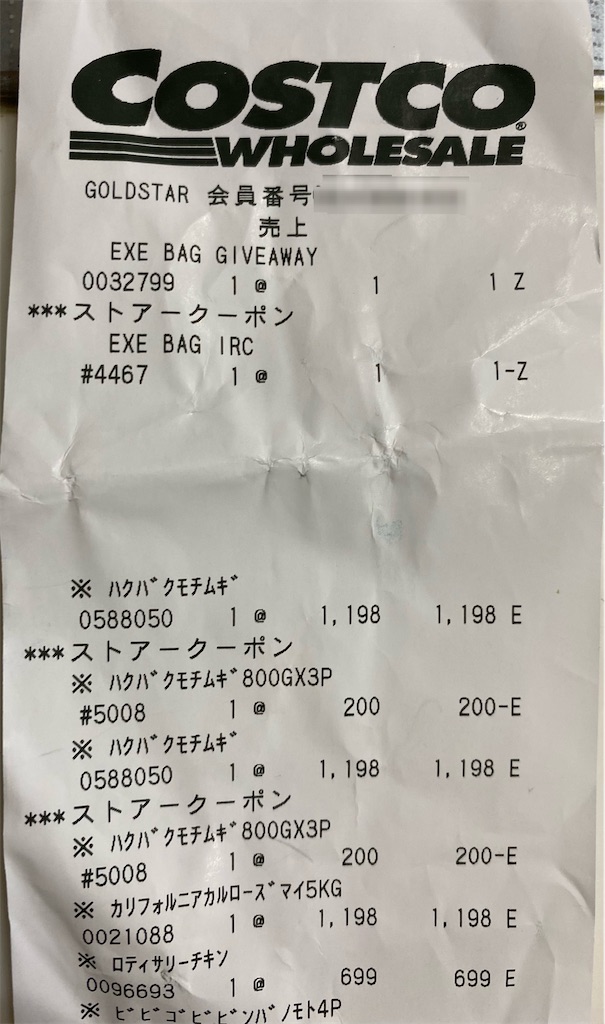 COSTCO
WHOLESALE
GOLDSTAR 会員番号
売上
EXE BAG GIVEAWAY
0032799 1 @ 1 1 Z
***ストアークーポン
EXE BAG IRC
#4467 1 @ 1 1-Z
※ ﾊｸﾊﾞｸﾓﾁﾑｷﾞ
0588050 1 @ 1,198 1,198 E
***ストアークーポン
※ ﾊｸﾊﾞｸﾓﾁﾑｷﾞ800GX3P
#5008 1 @ 200 200-E
※ ﾊｸﾊﾞｸﾓﾁﾑｷﾞ
0588050 1 @ 1,198 1,198 E
***ストアークーポン
※ ﾊｸﾊﾞｸﾓﾁﾑｷﾞ800GX3P
#5008 1 @ 200 200-E
※ ｶﾘﾌｫﾙﾆｱｶﾙﾛｰｽﾞﾏｲ5KG
0021088 1 @ 1,198 1,198 E
※ ﾛﾃｨｻﾘｰﾁｷﾝ
0096693 1 @ 699 699 E
※ ﾋﾞﾋﾞｺﾞﾋﾞﾋﾞﾝﾊﾞﾉﾓﾄ4P